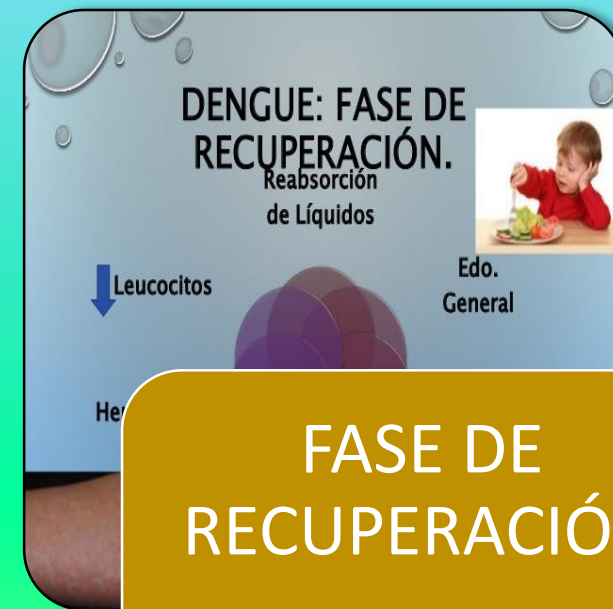 DENGUE: FASE DE
RECUPERACIÓN.
Reabsorción
de Líquidos
Edo.
General
Leucocitos
FASE DE
RECUPERACIÓ